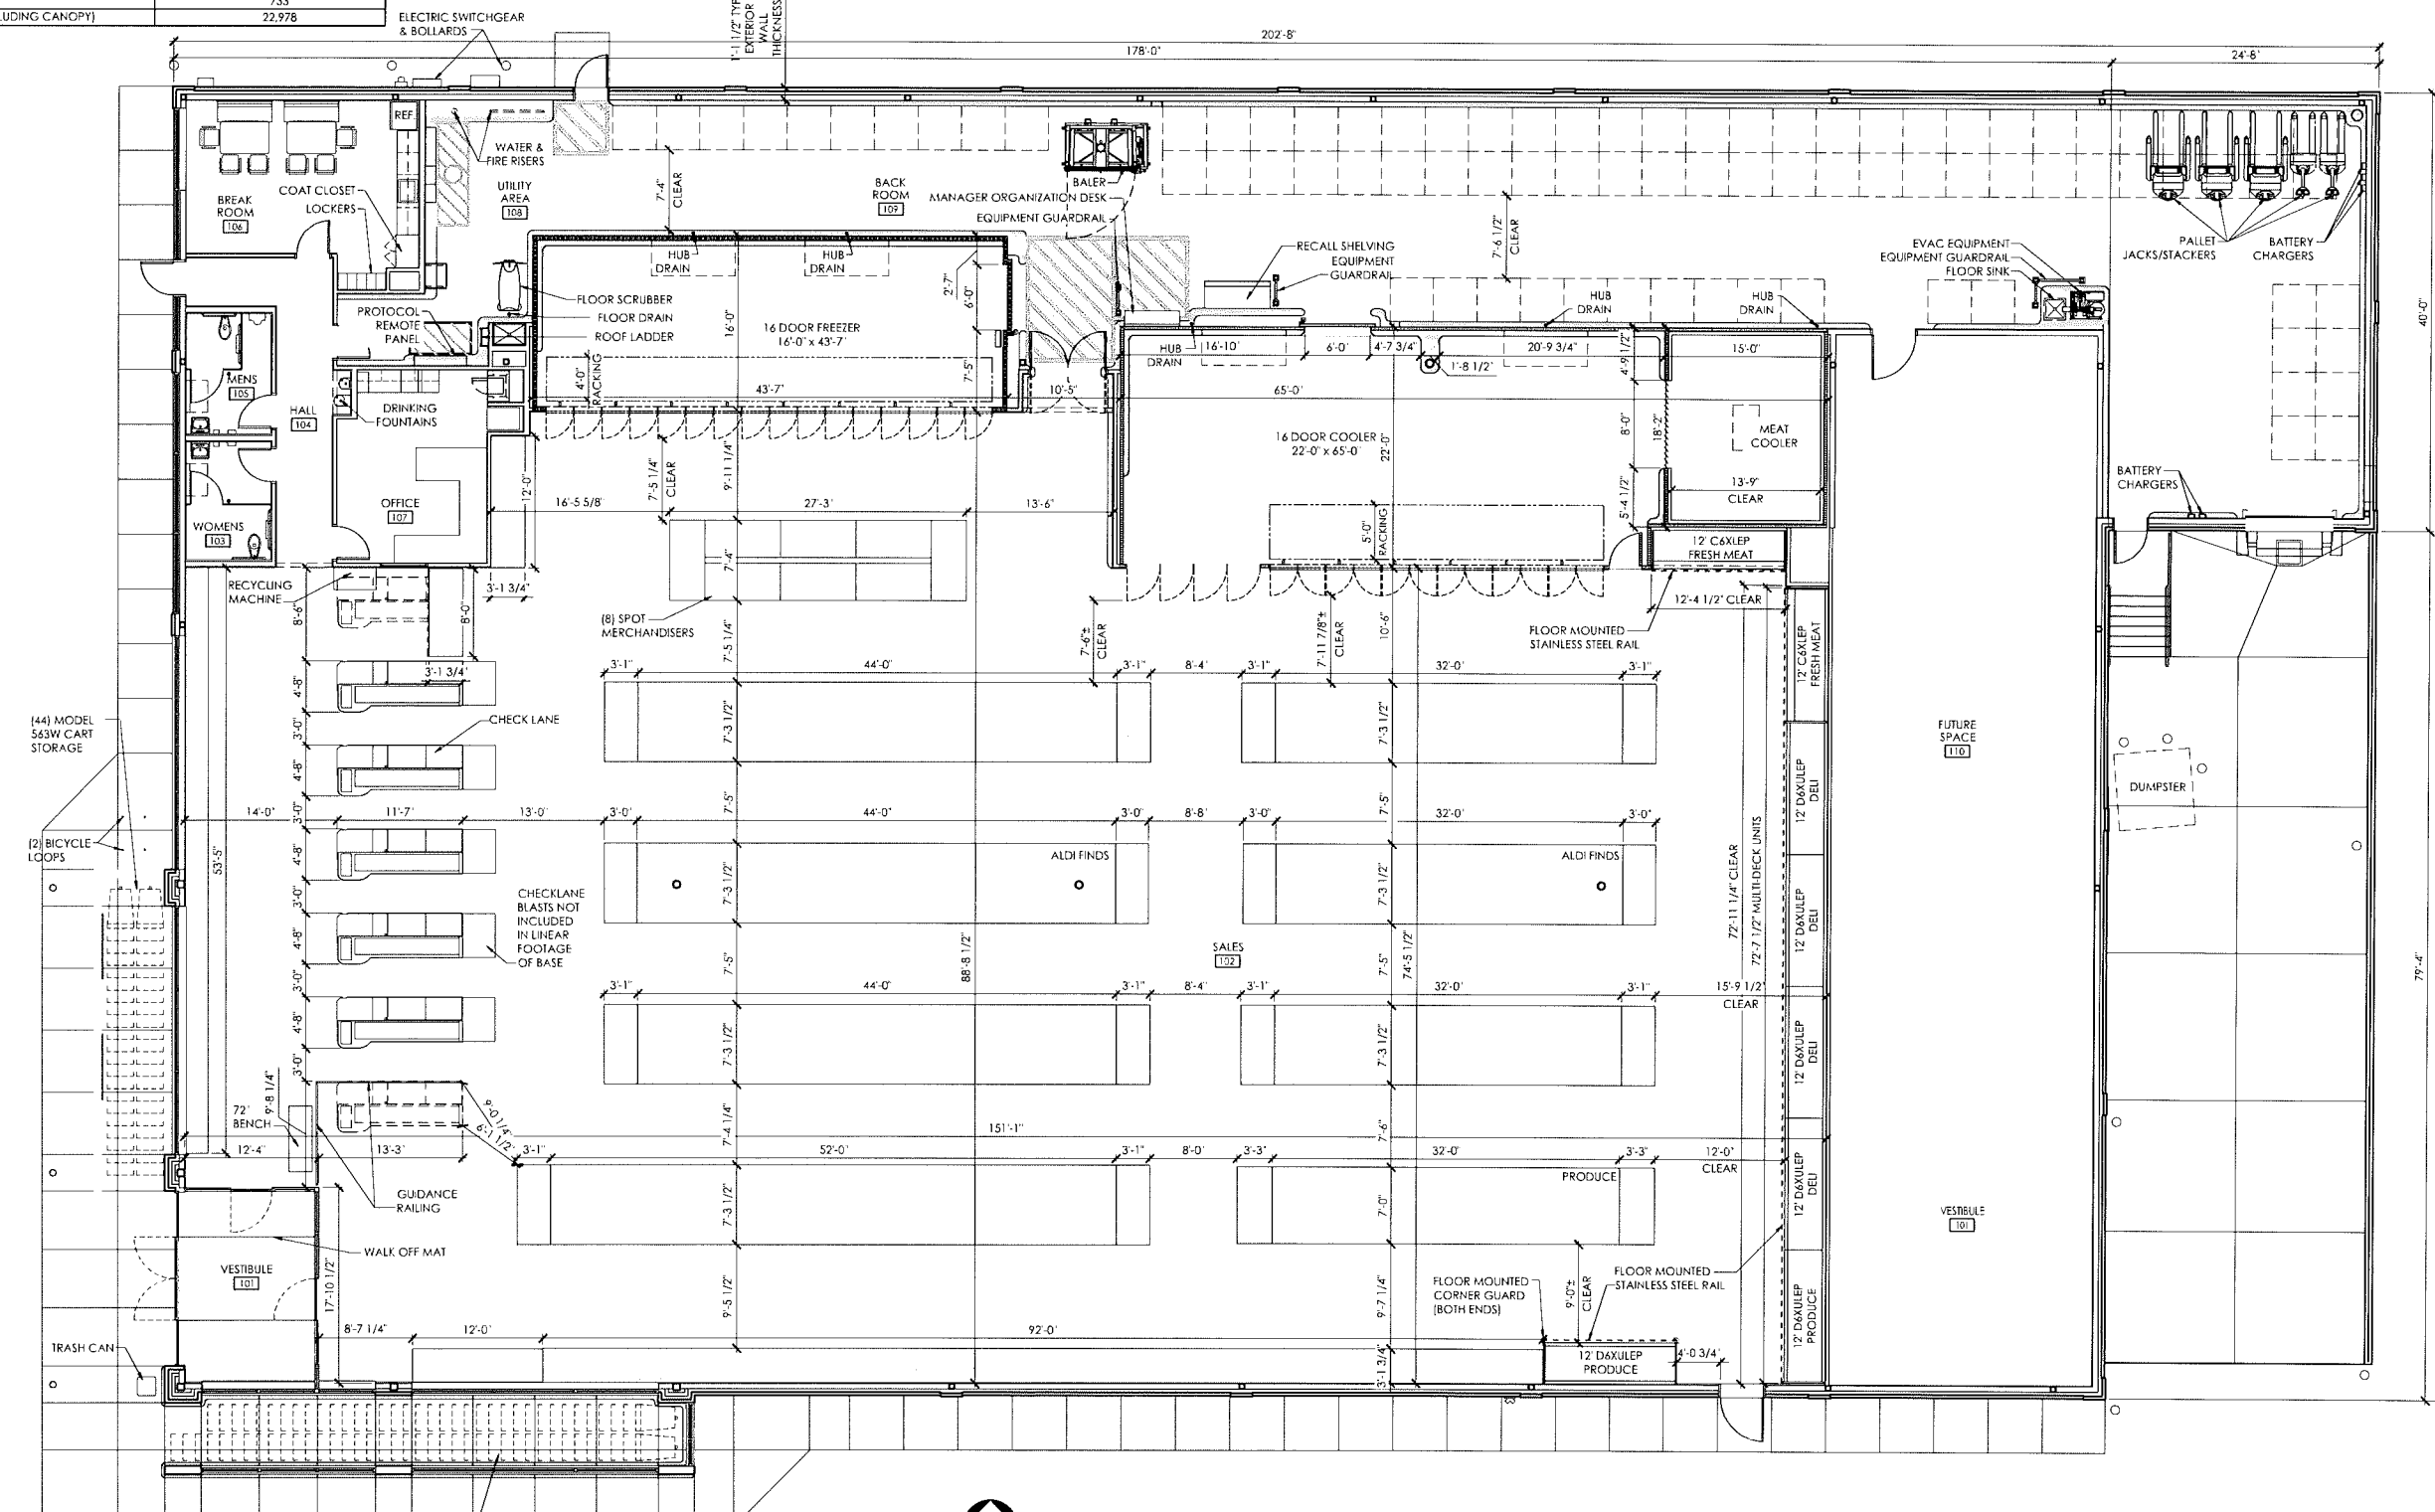 LUDING CANOPY)
22,978
ELECTRIC SWITCHGEAR
& BOLLARDS
1'-1 1/2" TYP
EXTERIOR
WALL
THICKNESS
202'-8"
178'-0"
24'-8"
REF.
WATER &
FIRE RISERS
COAT CLOSET
LOCKERS
BREAK
ROOM
106
UTILITY
AREA
108
7'-4"
CLEAR
BACK
ROOM
109
BALER
MANAGER ORGANIZATION DESK
EQUIPMENT GUARDRAIL
RECALL SHELVING
EQUIPMENT
GUARDRAIL
7'-6 1/2"
CLEAR
EVAC EQUIPMENT
EQUIPMENT GUARDRAIL
FLOOR SINK
PALLET
JACKS/STACKERS
BATTERY
CHARGERS
40'-0"
HUB
DRAIN
HUB
DRAIN
2'-7"
6'-0"
FLOOR SCRUBBER
FLOOR DRAIN
ROOF LADDER
PROTOCOL
REMOTE
PANEL
16'-0"
16 DOOR FREEZER
16'-0" x 43'-7"
HUB
DRAIN
HUB
DRAIN
HUB
DRAIN
16'-10"
6'-0"
4'-7 3/4"
1'-8 1/2"
20'-9 3/4"
4'-9 1/2"
15'-0"
4'-0"
RACKING
43'-7"
7'-5"
10'-5"
65'-0"
MENS
105
HALL
104
DRINKING
FOUNTAINS
16 DOOR COOLER
22'-0" x 65'-0"
22'-0"
8'-0"
18'-2"
MEAT
COOLER
13'-9"
CLEAR
BATTERY
CHARGERS
OFFICE
107
WOMENS
103
12'-0"
16'-5 5/8"
7'-5 1/4"
CLEAR
9'-11 1/4"
27'-3"
13'-6"
5'-0"
RACKING
5'-4 1/2"
12' C6XLEP
FRESH MEAT
7'-4"
RECYCLING
MACHINE
8'-6"
8'-0"
3'-1 3/4"
(8) SPOT
MERCHANDISERS
7'-5 1/4"
7'-6"±
CLEAR
7'-11 7/8"±
CLEAR
10'-6"
12'-4 1/2" CLEAR
FLOOR MOUNTED
STAINLESS STEEL RAIL
12' C6XLEP
FRESH MEAT
3'-1 3/4"
3'-1"
44'-0"
3'-1"
8'-4"
3'-1"
32'-0"
3'-1"
4'-8"
3'-0"
CHECK LANE
7'-3 1/2"
7'-3 1/2"
(44) MODEL
563W CART
STORAGE
FUTURE
SPACE
110
12' D6XULEP
DELI
DUMPSTER
4'-8"
3'-0"
14'-0"
11'-7"
13'-0"
3'-0"
44'-0"
3'-0"
8'-8"
3'-0"
32'-0"
3'-0"
7'-5"
7'-5"
(2) BICYCLE
LOOPS
53'-5"
4'-8"
3'-0"
7'-3 1/2"
ALDI FINDS
7'-3 1/2"
ALDI FINDS
72'-11 1/4" CLEAR
72'-7 1/2" MULTI-DECK UNITS
12' D6XULEP
DELI
CHECKLANE
BLASTS NOT
INCLUDED
IN LINEAR
FOOTAGE
OF BASE
4'-8"
3'-0"
7'-5"
88'-8 1/2"
SALES
102
7'-5"
74'-5 1/2"
79'-4"
3'-1"
44'-0"
3'-1"
8'-4"
3'-1"
32'-0"
3'-1"
15'-9 1/2"
CLEAR
4'-8"
3'-0"
7'-3 1/2"
7'-3 1/2"
12' D6XULEP
DELI
72"
BENCH
9'-8 1/4"
9'-0 1/4"
6'-1 1/2"
7'-4 1/4"
151'-1"
7'-6"
12'-4"
13'-3"
3'-1"
52'-0"
3'-1"
8'-0"
3'-3"
32'-0"
3'-3"
12'-0"
CLEAR
PRODUCE
12' D6XULEP
DELI
GUIDANCE
RAILING
7'-3 1/2"
7'-0"
VESTIBULE
101
WALK OFF MAT
VESTIBULE
101
17'-10 1/2"
9'-5 1/2"
9'-7 1/4"
FLOOR MOUNTED
CORNER GUARD
(BOTH ENDS)
9'-0"±
CLEAR
FLOOR MOUNTED
STAINLESS STEEL RAIL
12' D6XULEP
PRODUCE
TRASH CAN
8'-7 1/4"
12'-0"
92'-0"
3'-1 3/4"
12' D6XULEP
PRODUCE
4'-0 3/4"